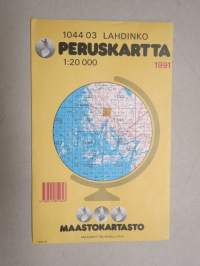 1044 03 LAHDINKO
PERUSKARTTA
1:20 000
1991
MAASTOKARTASTO